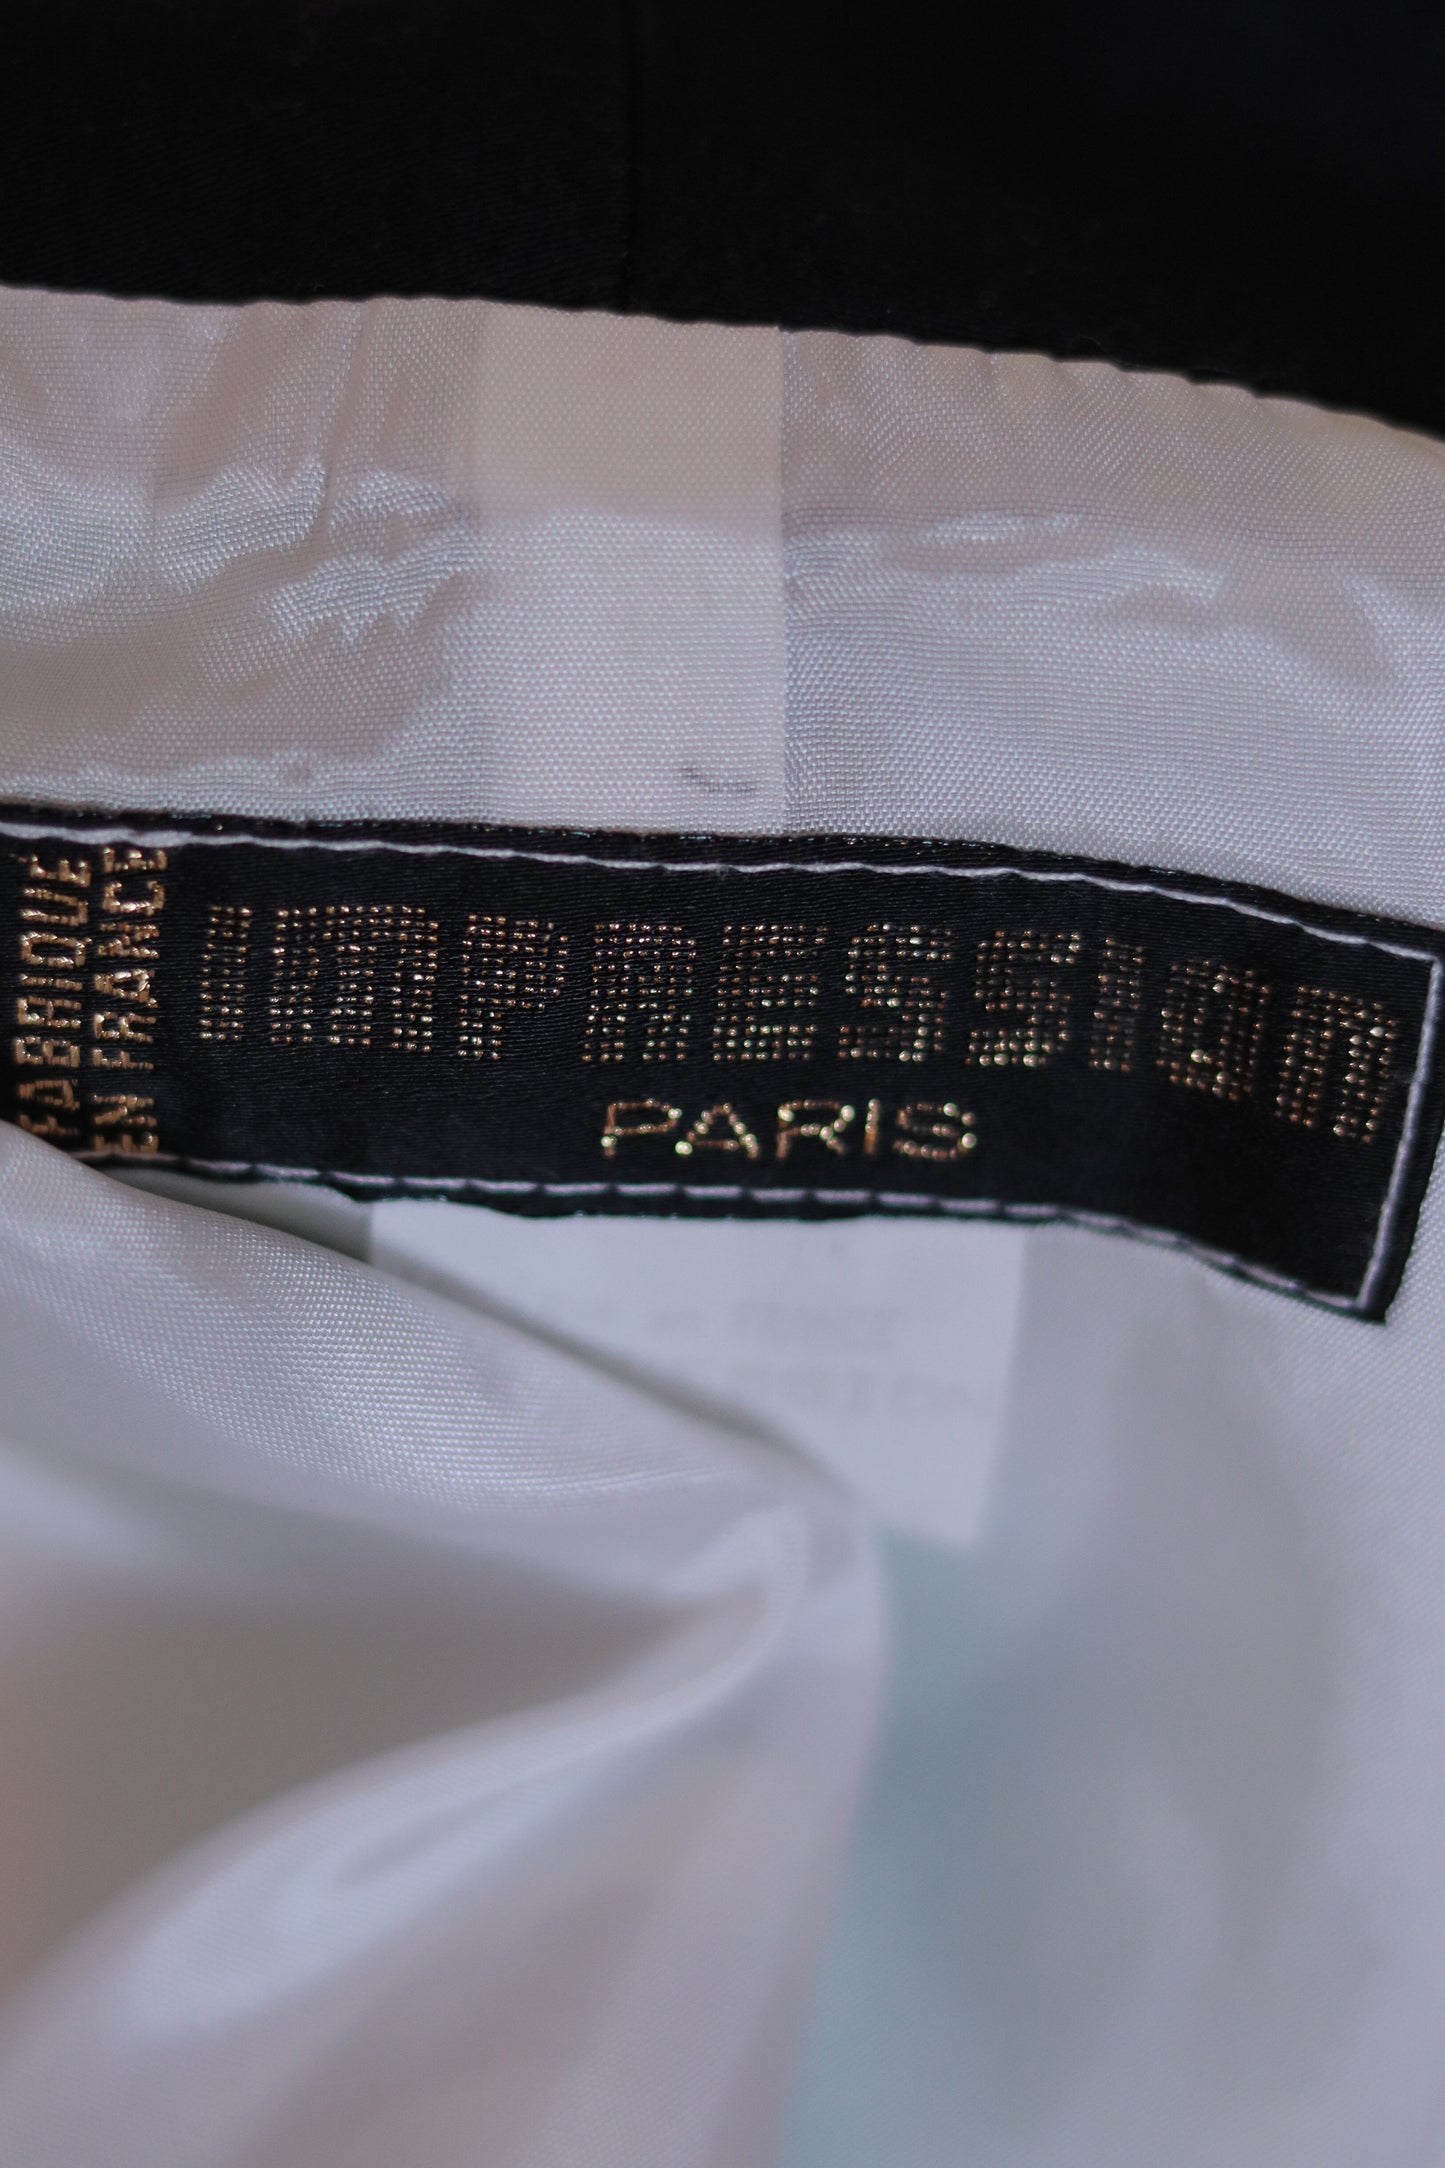 FABRIQUÉ
EN FRANCE
IMPRESSION
PARIS